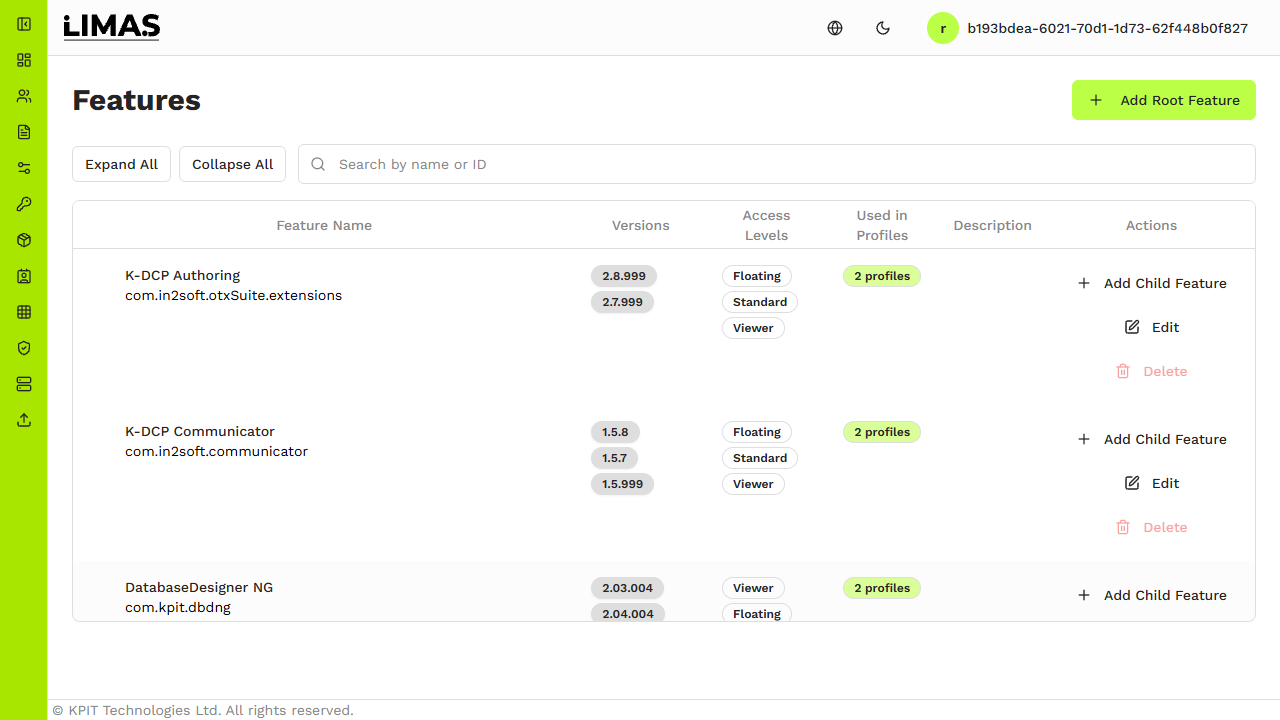 LIMAS
r
b193bdea-6021-70d1-1d73-62f448b0f827
Features
Add Root Feature
Expand All
Collapse All
Search by name or ID
Feature Name
Versions
Access Levels
Used in Profiles
Description
Actions
K-DCP Authoring
com.in2soft.otxSuite.extensions
2.8.999
2.7.999
Floating
Standard
Viewer
2 profiles
Add Child Feature
Edit
Delete
K-DCP Communicator
com.in2soft.communicator
1.5.8
1.5.7
1.5.999
Floating
Standard
Viewer
2 profiles
Add Child Feature
Edit
Delete
DatabaseDesigner NG
com.kpit.dbdng
2.03.004
2.04.004
Viewer
Floating
2 profiles
Add Child Feature
© KPIT Technologies Ltd. All rights reserved.